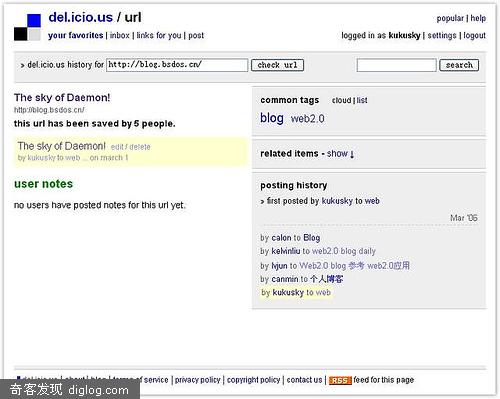 del.icio.us / url
popular | help
your favorites | inbox | links for you | post
logged in as kukusky | settings | logout
» del.icio.us history for http://blog.bsdos.cn/ check url search
The sky of Daemon!
http://blog.bsdos.cn/
this url has been saved by 5 people.
The sky of Daemon! edit / delete
by kukusky to web ... on march 1
user notes
no users have posted notes for this url yet.
common tags cloud | list
blog web2.0
related items - show ↓
posting history
» first posted by kukusky to web
Mar '06
by calon to Blog
by kelvinliu to web2.0 blog daily
by lvjun to Web2.0 blog 参考 web2.0应用
by canmin to 个人博客
by kukusky to web
del.icio.us | about | blog | terms of service | privacy policy | copyright policy | contact us | RSS feed for this page
奇客发现 diglog.com